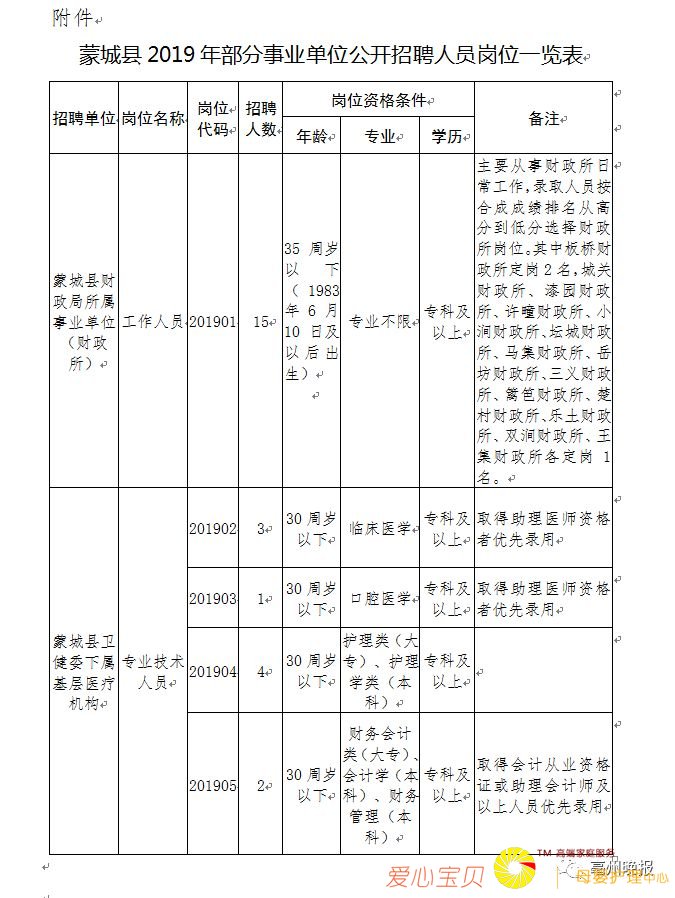 附件
蒙城县2019年部分事业单位公开招聘人员岗位一览表
招聘单位
岗位名称
岗位
代码
招聘
人数
岗位资格条件
年龄
专业
学历
备注
蒙城县财
政局所属
事业单位
（财政
所）
工作人员
201901
15
35周岁
以下
（1983
年6月
10日及
以后出
生）
专业不限
专科及
以上
主要从事财政所日
常工作,录取人员按
合成成绩排名从高
分到低分选择财政
所岗位。其中板桥财
政所定岗2名,城关
财政所、漆园财政
所、许疃财政所、小
涧财政所、坛城财政
所、马集财政所、岳
坊财政所、三义财政
所、篱笆财政所、楚
村财政所、乐土财政
所、双涧财政所、王
集财政所各定岗1
名。
蒙城县卫
健委下属
基层医疗
机构
专业技术
人员
201902
3
30周岁
以下
临床医学
专科及
以上
取得助理医师资格
者优先录用
201903
1
30周岁
以下
口腔医学
专科及
以上
取得助理医师资格
者优先录用
201904
4
30周岁
以下
护理类（大
专）、护理
学类（本
科）
专科及
以上
201905
2
30周岁
以下
财务会计
类（大专）、
会计学（本
科）、财务
管理（本
科）
专科及
以上
取得会计从业资格
证或助理会计师及
以上人员优先录用
爱心宝贝
TM 高端家庭服务
母婴护理中心
亳州晚报